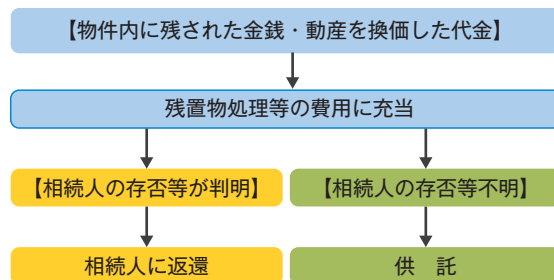 【物件内に残された金銭・動産を換価した代金】
残置物処理等の費用に充当
【相続人の存否等が判明】
【相続人の存否等不明】
相続人に返還
供　託